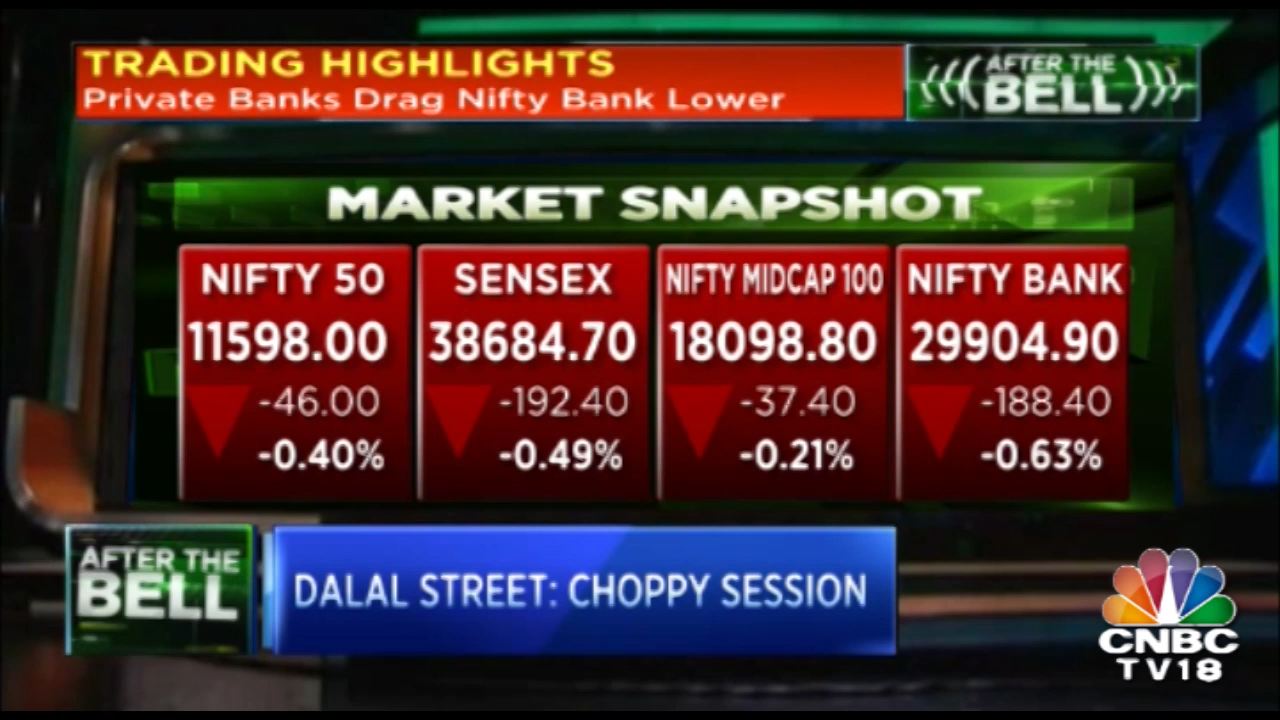 TRADING HIGHLIGHTS
Private Banks Drag Nifty Bank Lower
AFTER THE
BELL
MARKET SNAPSHOT
NIFTY 50
11598.00
-46.00
-0.40%
SENSEX
38684.70
-192.40
-0.49%
NIFTY MIDCAP 100
18098.80
-37.40
-0.21%
NIFTY BANK
29904.90
-188.40
-0.63%
AFTER THE
BELL
DALAL STREET: CHOPPY SESSION
CNBC
TV18